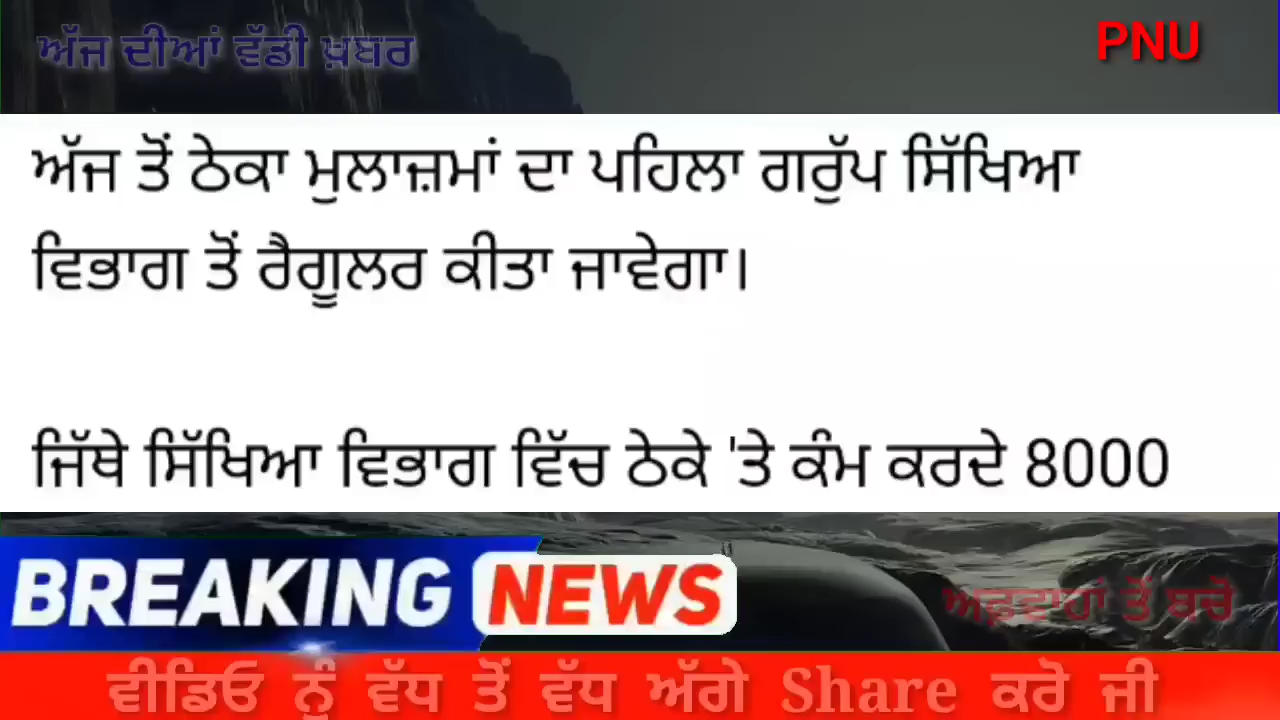 ਅੱਜ ਦੀਆਂ ਵੱਡੀ ਖ਼ਬਰ
PNU
ਅੱਜ ਤੋਂ ਠੇਕਾ ਮੁਲਾਜ਼ਮਾਂ ਦਾ ਪਹਿਲਾ ਗਰੁੱਪ ਸਿੱਖਿਆ
ਵਿਭਾਗ ਤੋਂ ਰੈਗੂਲਰ ਕੀਤਾ ਜਾਵੇਗਾ।
ਜਿੱਥੇ ਸਿੱਖਿਆ ਵਿਭਾਗ ਵਿੱਚ ਠੇਕੇ 'ਤੇ ਕੰਮ ਕਰਦੇ 8000
BREAKING NEWS
ਅਫ਼ਵਾਹਾਂ ਤੋਂ ਬਚੋ
ਵੀਡਿਓ ਨੂੰ ਵੱਧ ਤੋਂ ਵੱਧ ਅੱਗੇ Share ਕਰੋ ਜੀ